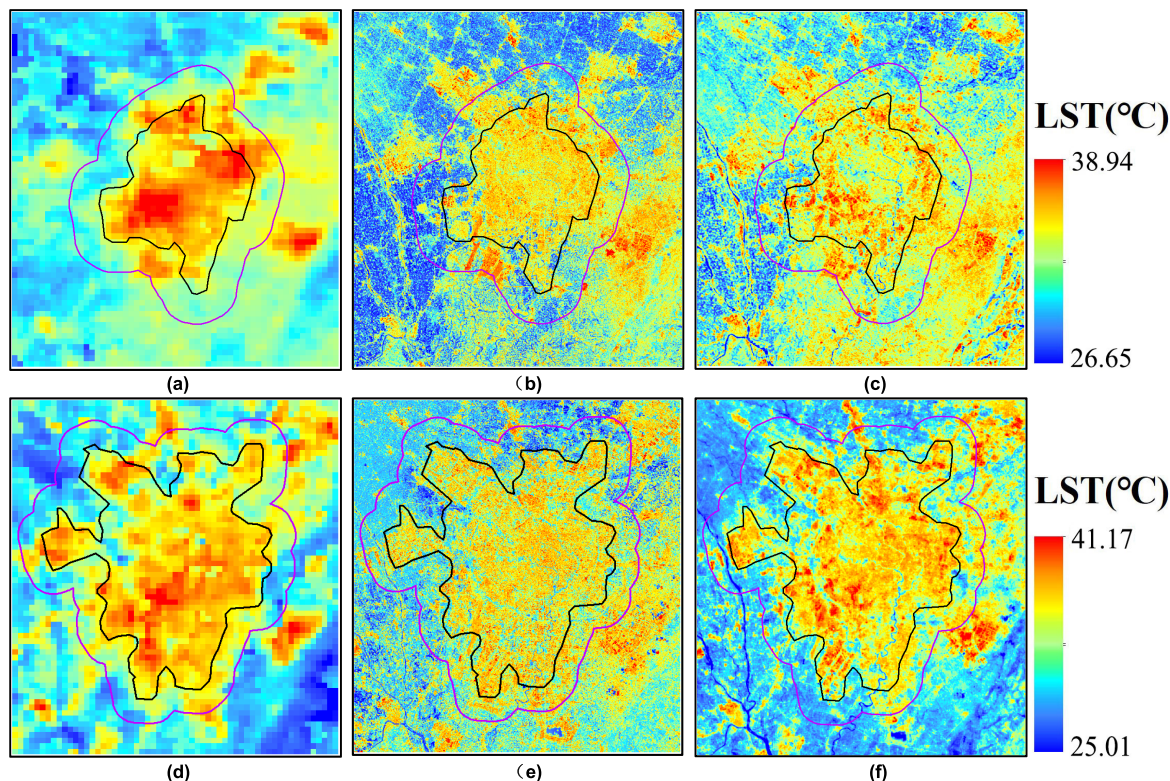 LST(°C)
38.94
26.65
(a)
（b)
(c)
LST(°C)
41.17
25.01
(d)
（e)
(f)